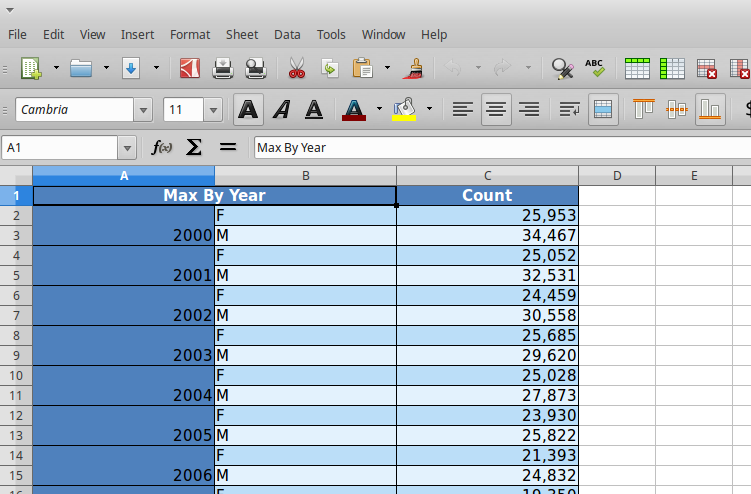 File Edit View Insert Format Sheet Data Tools Window Help
ABC
Cambria 11 A A A A $
A1 f(x) Σ = Max By Year
A B C D E
1 Max By Year Count
2 F 25,953
3 2000 M 34,467
4 F 25,052
5 2001 M 32,531
6 F 24,459
7 2002 M 30,558
8 F 25,685
9 2003 M 29,620
10 F 25,028
11 2004 M 27,873
12 F 23,930
13 2005 M 25,822
14 F 21,393
15 2006 M 24,832
16 F 19,350